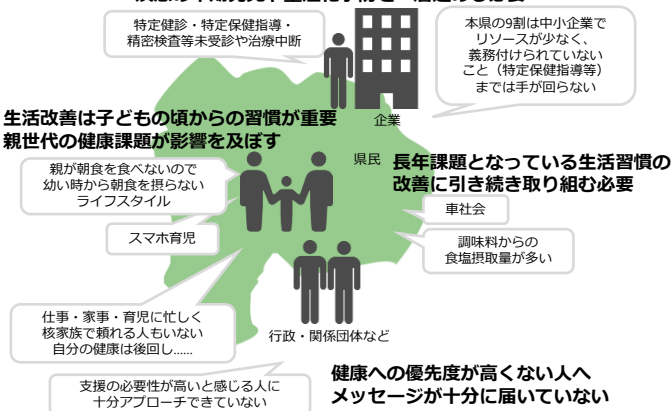 特定健診・特定保健指導・
精密検査等未受診や治療中断
本県の9割は中小企業で
リソースが少なく、
義務付けられていない
こと（特定保健指導等）
までは手が回らない
企業
生活改善は子どもの頃からの習慣が重要
親世代の健康課題が影響を及ぼす
県民
長年課題となっている生活習慣の
改善に引き続き取り組む必要
親が朝食を食べないので
幼い時から朝食を摂らない
ライフスタイル
スマホ育児
車社会
調味料からの
食塩摂取量が多い
仕事・家事・育児に忙しく
核家族で頼れる人もいない
自分の健康は後回し……
行政・関係団体など
支援の必要性が高いと感じる人に
十分アプローチできていない
健康への優先度が高くない人へ
メッセージが十分に届いていない